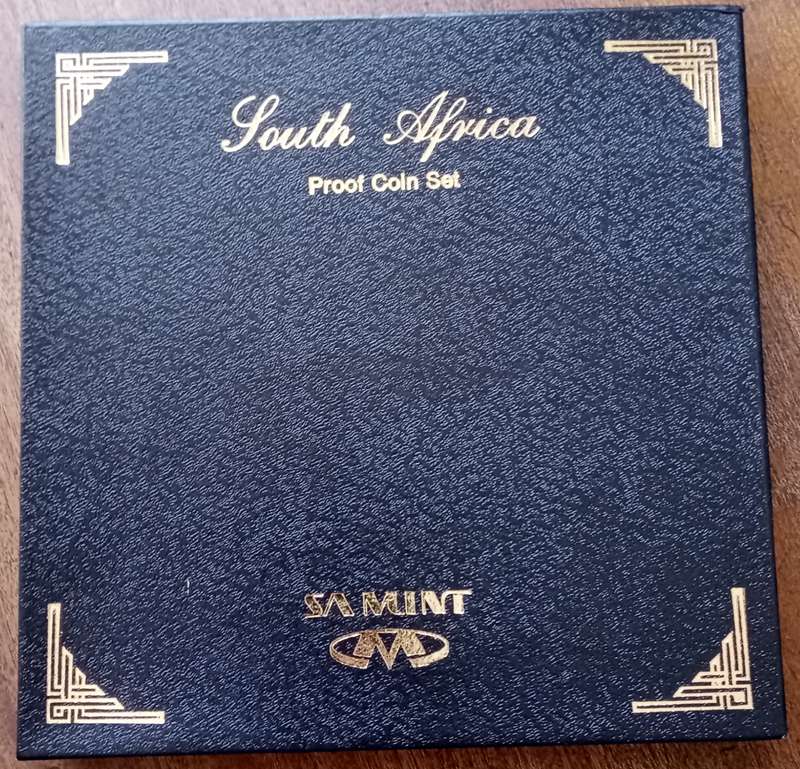 South Africa
Proof Coin Set
SA MINT